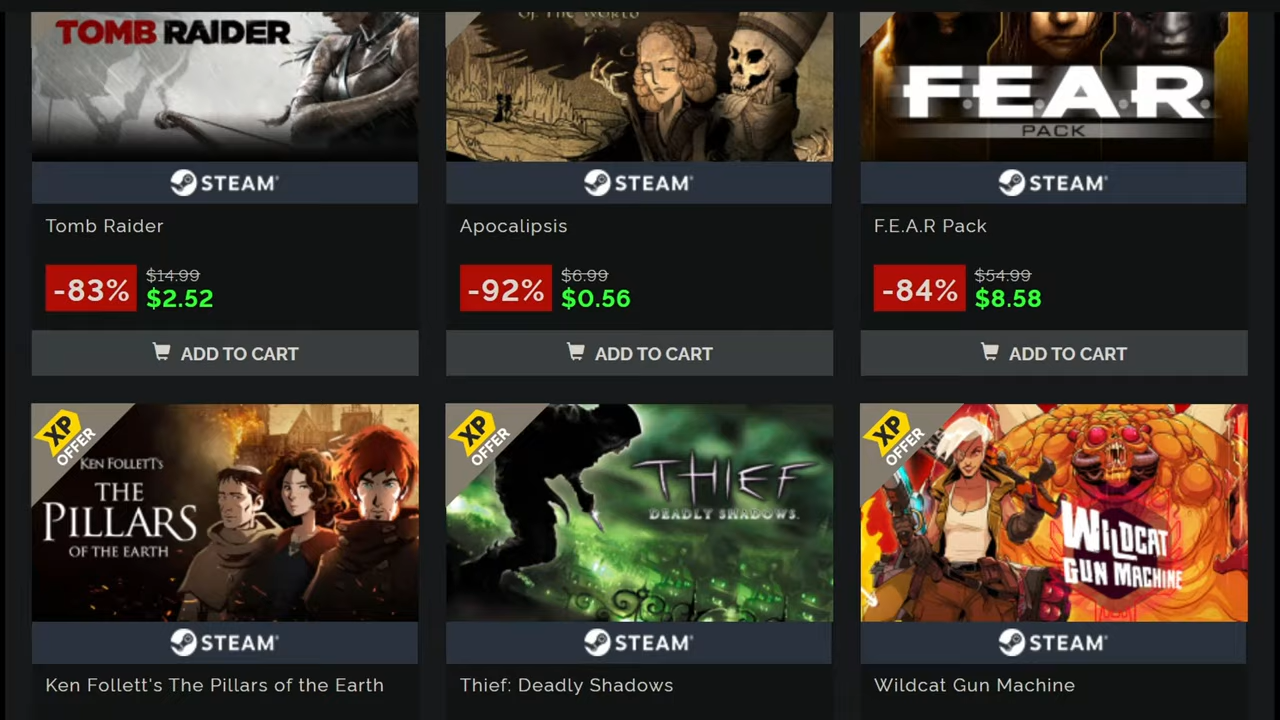 TOMB RAIDER
OF THE WORLD
F.E.A.R.
PACK
STEAM®
STEAM®
STEAM®
Tomb Raider
Apocalipsis
F.E.A.R Pack
-83%
$14.99
$2.52
-92%
$6.99
$0.56
-84%
$54.99
$8.58
ADD TO CART
ADD TO CART
ADD TO CART
XP
OFFER
KEN FOLLETT'S
THE
PILLARS
OF THE EARTH
XP
OFFER
THIEF
DEADLY SHADOWS
XP
OFFER
WILDCAT
GUN MACHINE
STEAM®
STEAM®
STEAM®
Ken Follett's The Pillars of the Earth
Thief: Deadly Shadows
Wildcat Gun Machine